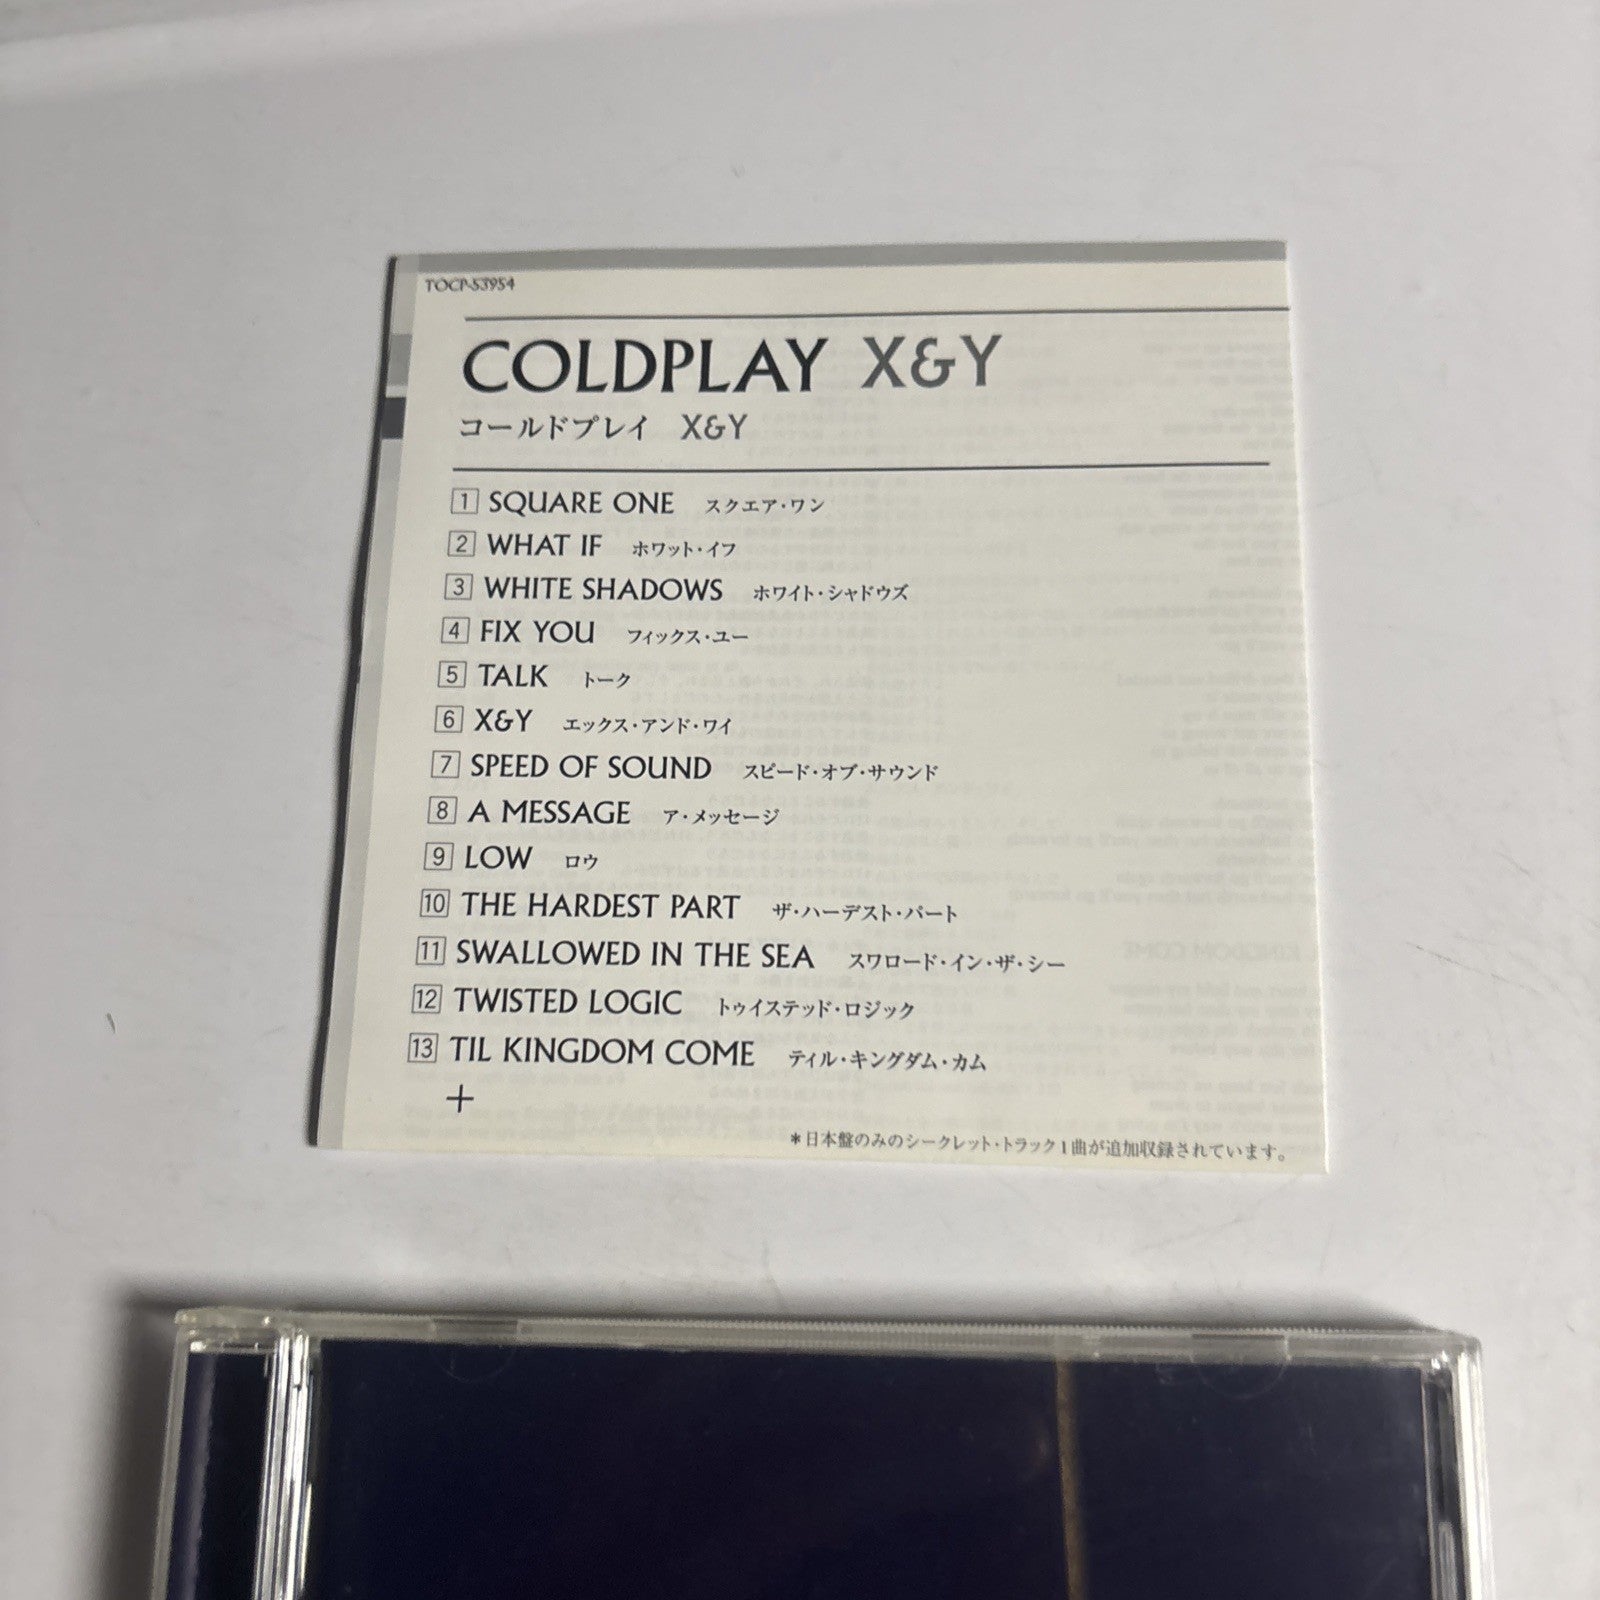 TOCP-53954
COLDPLAY X&Y
コールドプレイ X&Y
1 SQUARE ONE スクエア・ワン
2 WHAT IF ホワット・イフ
3 WHITE SHADOWS ホワイト・シャドウズ
4 FIX YOU フィックス・ユー
5 TALK トーク
6 X&Y エックス・アンド・ワイ
7 SPEED OF SOUND スピード・オブ・サウンド
8 A MESSAGE ア・メッセージ
9 LOW ロウ
10 THE HARDEST PART ザ・ハーデスト・パート
11 SWALLOWED IN THE SEA スワロード・イン・ザ・シー
12 TWISTED LOGIC トゥイステッド・ロジック
13 TIL KINGDOM COME ティル・キングダム・カム
+
*日本盤のみのシークレット・トラック1曲が追加収録されています。